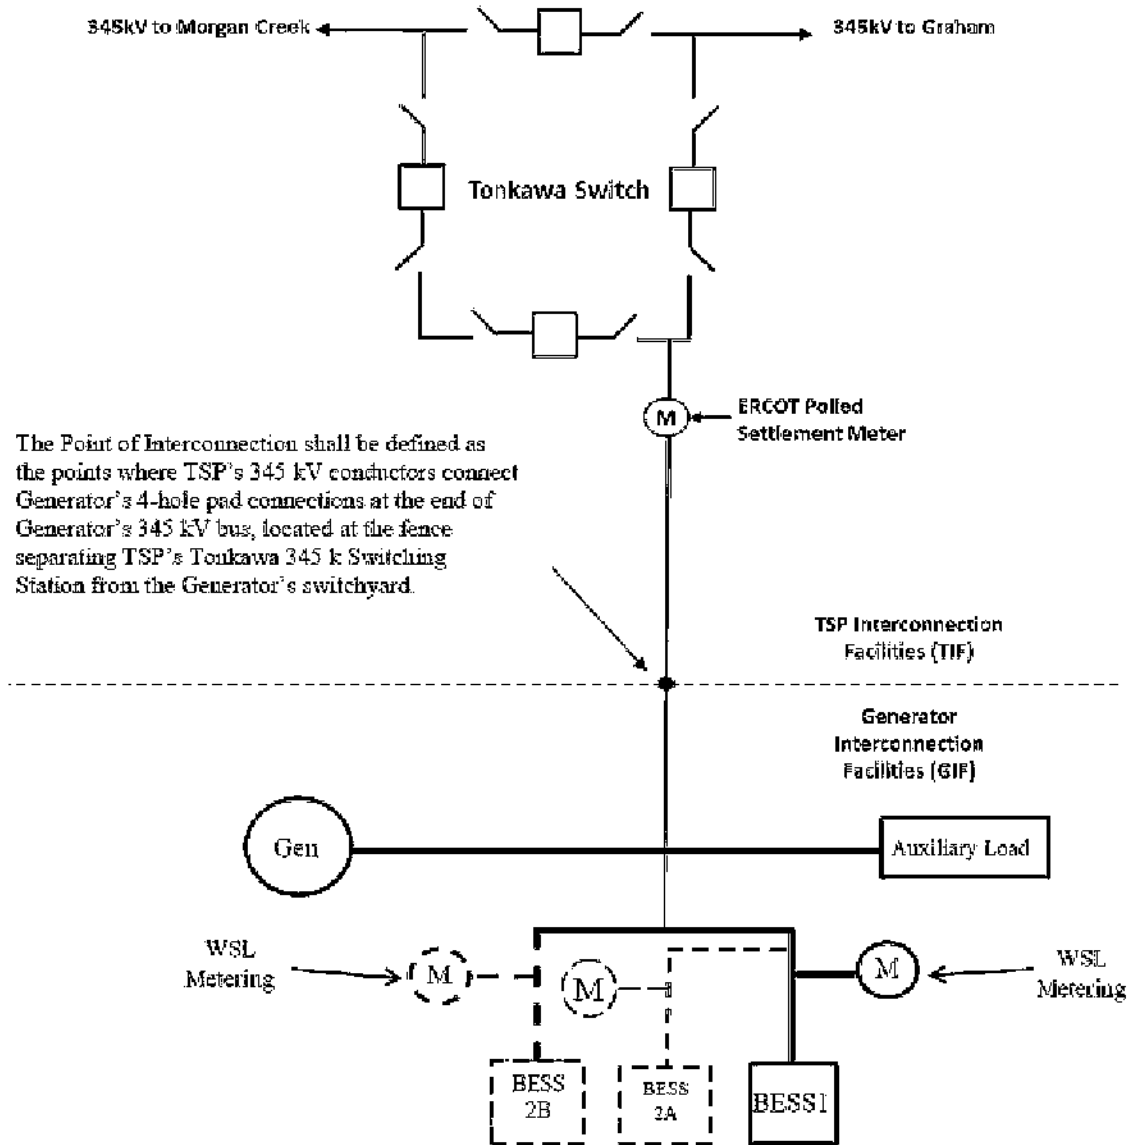 345kV to Morgan Creek
345kV to Graham
Tonkawa Switch
M
ERCOT Polled
Settlement Meter
The Point of Interconnection shall be defined as
the points where TSP's 345 kV conductors connect
Generator's 4-hole pad connections at the end of
Generator's 345 kV bus, located at the fence
separating TSP's Tonkawa 345 k Switching
Station from the Generator's switchyard.
TSP Interconnection
Facilities (TIF)
Generator
Interconnection
Facilities (GIF)
Gen
Auxiliary Load
WSL
Metering
M
M
M
WSL
Metering
BESS
2B
BESS
2A
BESS1